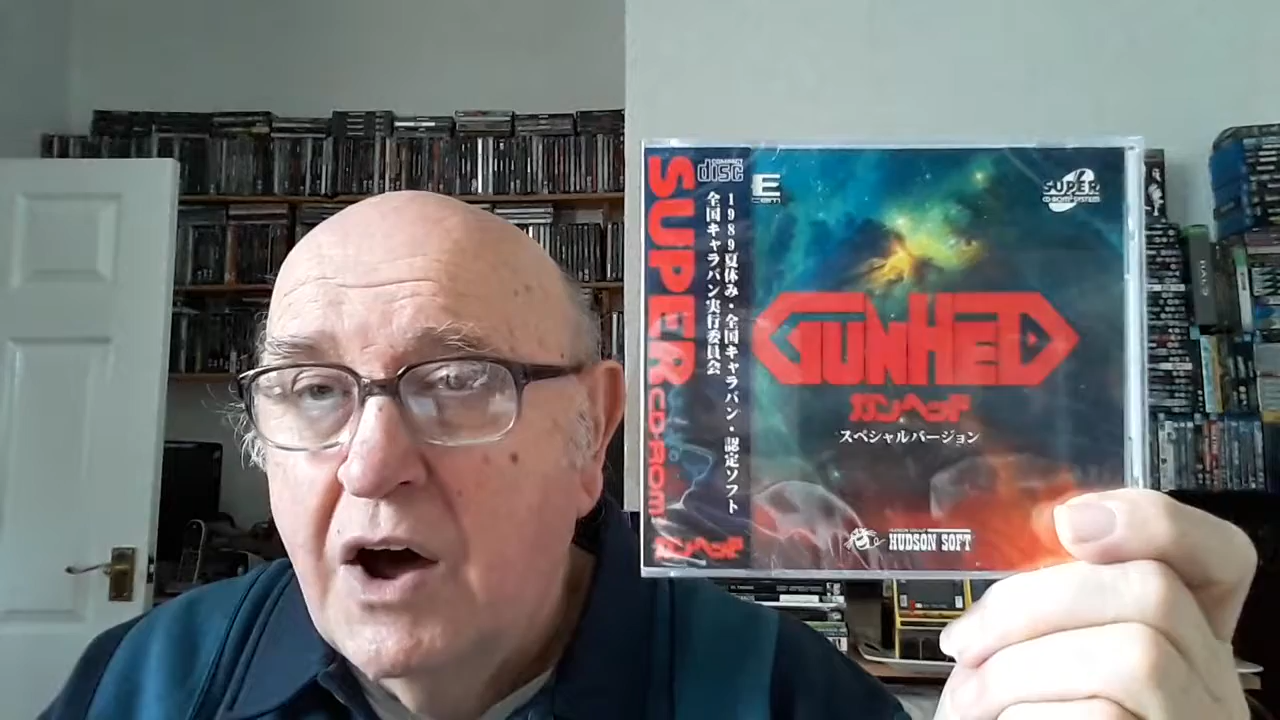 SUPER CD-ROM
ガンヘッド
disc
1989夏休み・全国キャラバン・認定ソフト
全国キャラバン実行委員会
E
SUPER
CD-ROM² SYSTEM
GUNHED
ガンヘッド
スペシャルバージョン
HUDSON SOFT